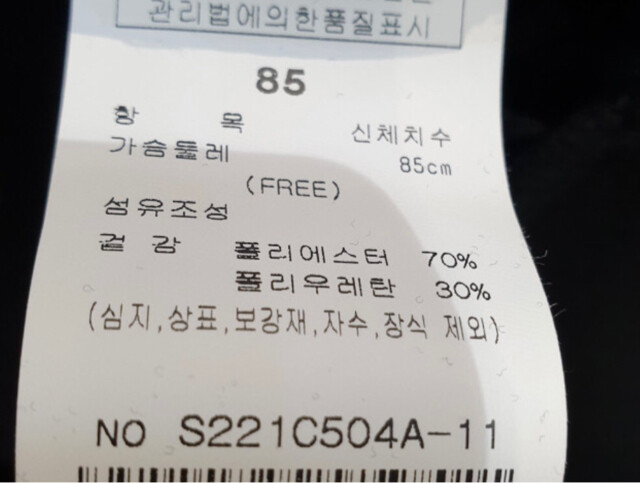 관리법에의한품질표시
85
항 목 신체치수
가슴둘레 85cm
(FREE)
섬유조성
겉 감 폴리에스터 70%
폴리우레탄 30%
(심지,상표,보강재,자수,장식 제외)
NO S221C504A-11